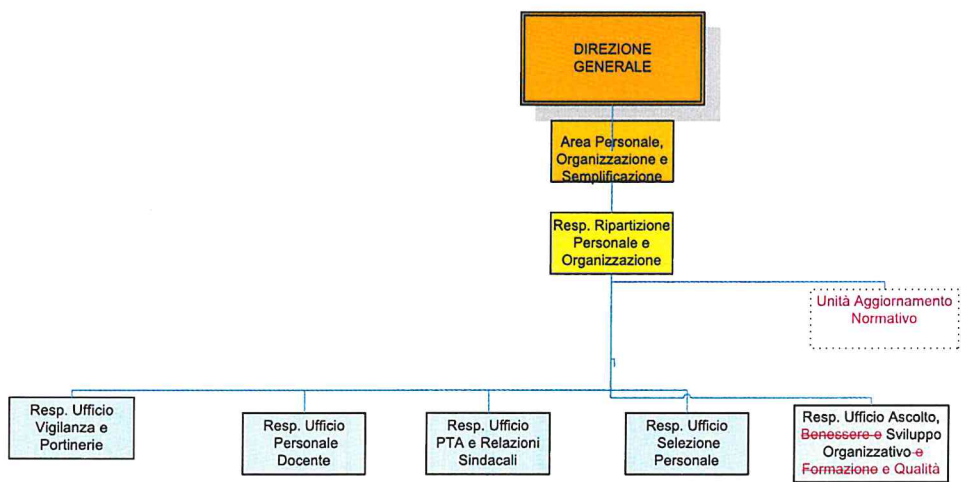 DIREZIONE
GENERALE
Area Personale,
Organizzazione e
Semplificazione
Resp. Ripartizione
Personale e
Organizzazione
Unità Aggiornamento
Normativo
Resp. Ufficio
Vigilanza e
Portinerie
Resp. Ufficio
Personale
Docente
Resp. Ufficio
PTA e Relazioni
Sindacali
Resp. Ufficio
Selezione
Personale
Resp. Ufficio Ascolto,
Benessere e Sviluppo
Organizzativo e
Formazione e Qualità